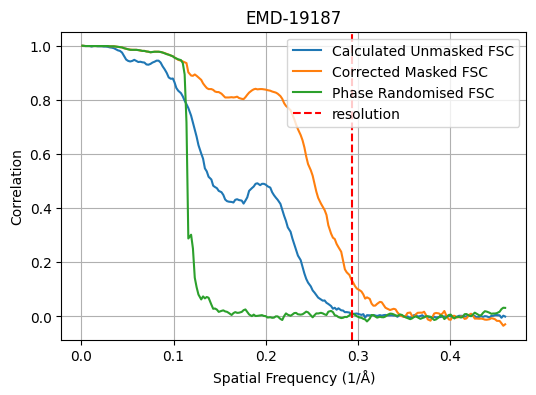 EMD-19187
Calculated Unmasked FSC
Corrected Masked FSC
Phase Randomised FSC
resolution
Correlation
1.0
0.8
0.6
0.4
0.2
0.0
0.0 0.1 0.2 0.3 0.4
Spatial Frequency (1/Å)